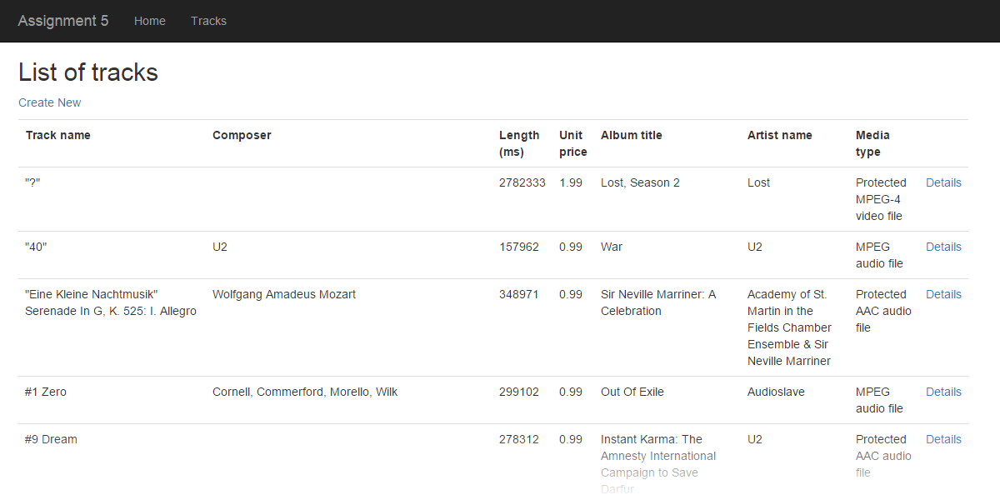 Assignment 5 Home Tracks
List of tracks
Create New
Track name Composer Length Unit Album title Artist name Media
(ms) price type
"?" 2782333 1.99 Lost, Season 2 Lost Protected Details
MPEG-4
video file
"40" U2 157962 0.99 War U2 MPEG Details
audio file
"Eine Kleine Nachtmusik" Wolfgang Amadeus Mozart 348971 0.99 Sir Neville Marriner: A Academy of St. Protected Details
Serenade In G, K. 525: I. Allegro Celebration Martin in the AAC audio
Fields Chamber file
Ensemble & Sir
Neville Marriner
#1 Zero Cornell, Commerford, Morello, Wilk 299102 0.99 Out Of Exile Audioslave MPEG Details
audio file
#9 Dream 278312 0.99 Instant Karma: The U2 Protected Details
Amnesty International AAC audio
Campaign to Save file
Darfur